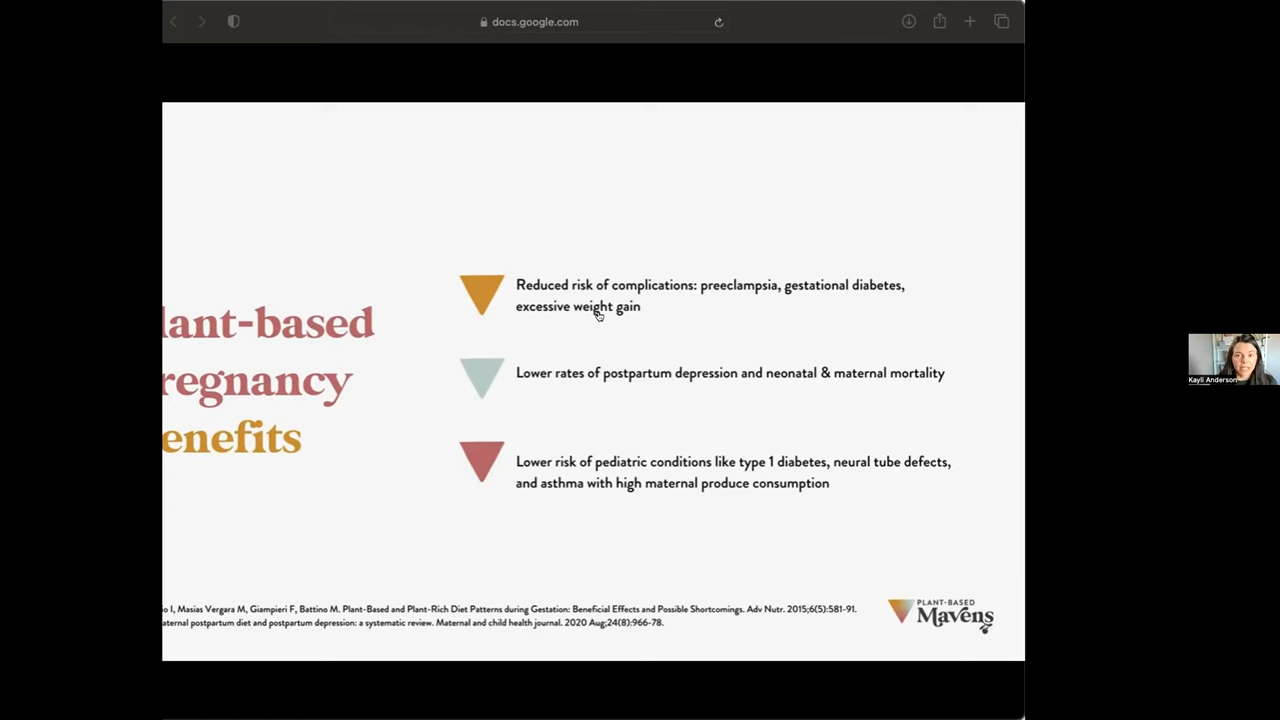 docs.google.com
lant-based
regnancy
enefits
Reduced risk of complications: preeclampsia, gestational diabetes,
excessive weight gain
Lower rates of postpartum depression and neonatal & maternal mortality
Lower risk of pediatric conditions like type 1 diabetes, neural tube defects,
and asthma with high maternal produce consumption
io I, Masias Vergara M, Giampieri F, Battino M. Plant-Based and Plant-Rich Diet Patterns during Gestation: Beneficial Effects and Possible Shortcomings. Adv Nutr. 2015;6(5):581-91.
aternal postpartum diet and postpartum depression: a systematic review. Maternal and child health journal. 2020 Aug;24(8):966-78.
PLANT-BASED
Mavens
Kayli Anderson